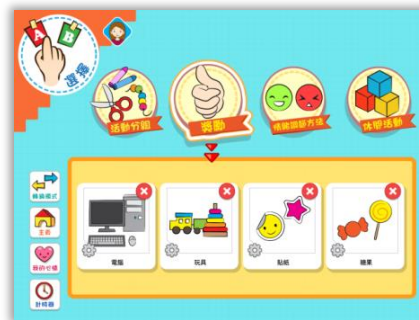 A B
選擇
活動分組
獎勵
情緒調節方法
休閒活動
轉換模式
主頁
我的心情
計時器
電腦
玩具
貼紙
糖果